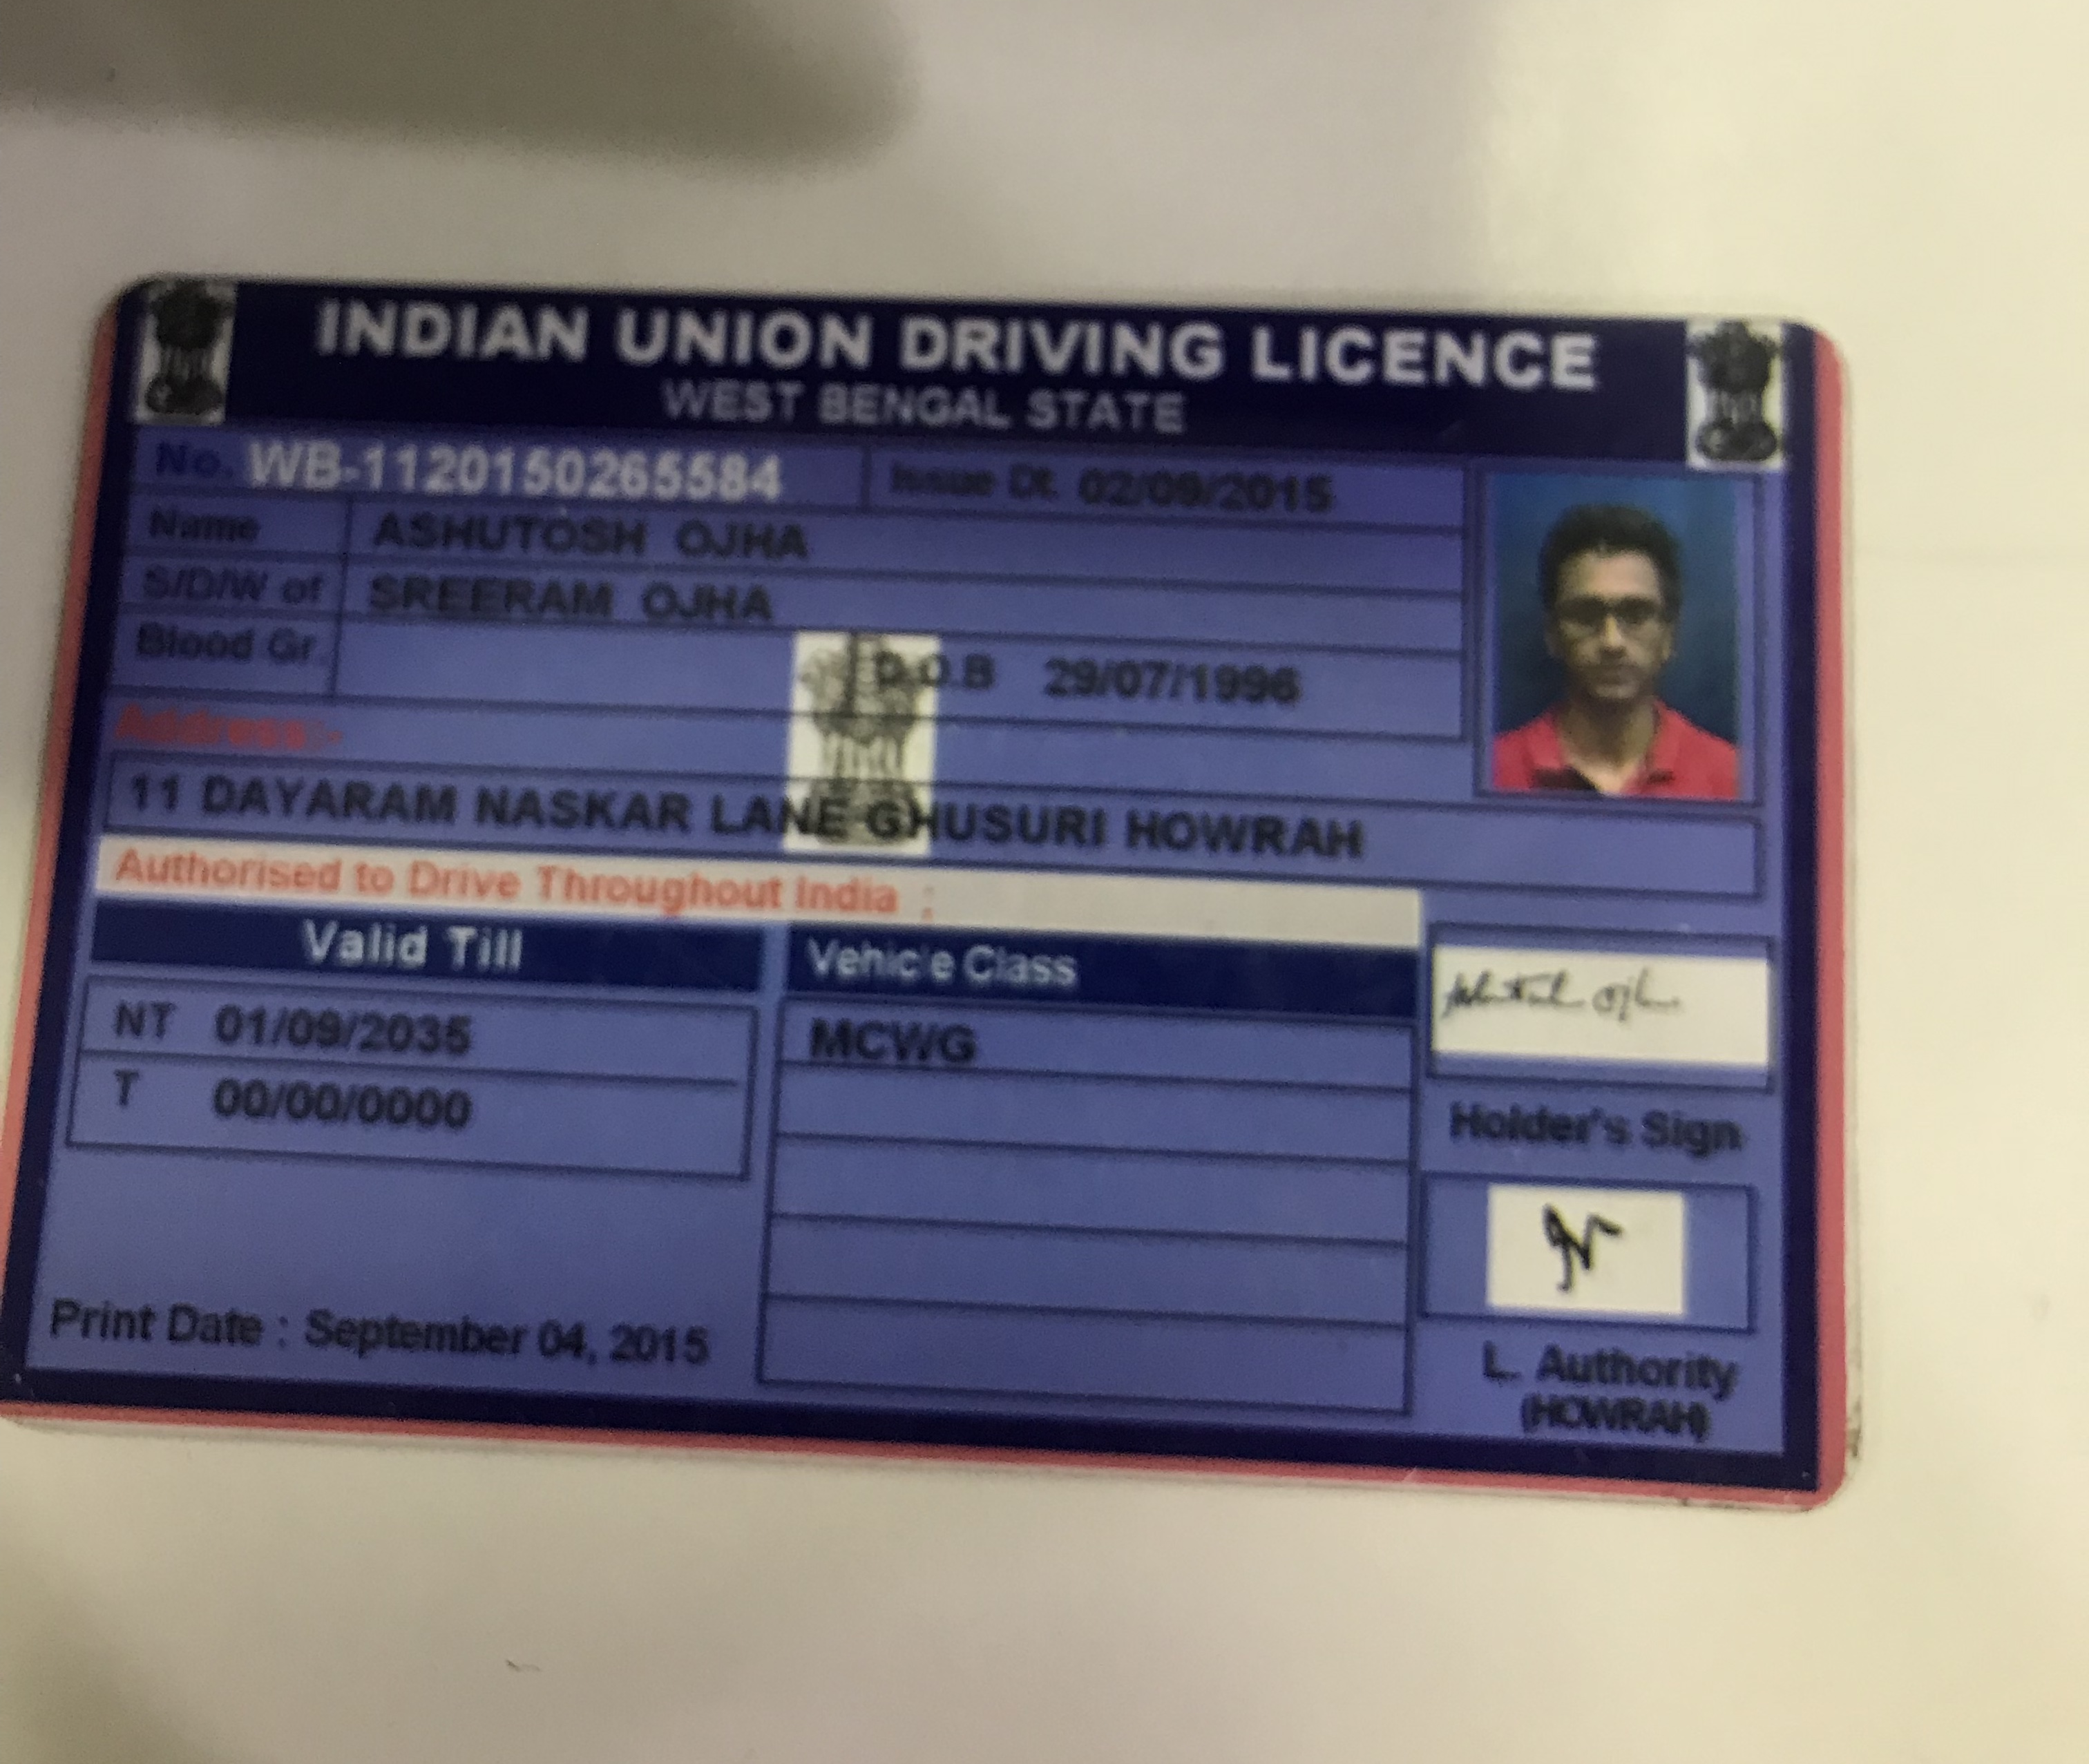 INDIAN UNION DRIVING LICENCE
WEST BENGAL STATE
No. WB-1120150265584 Issue Dt. 02/09/2015
Name ASHUTOSH OJHA
S/D/W of SREERAM OJHA
Blood Gr. D.O.B 29/07/1996
Address:-
11 DAYARAM NASKAR LANE GHUSURI HOWRAH
Authorised to Drive Throughout India :
Valid Till Vehicle Class
NT 01/09/2035 MCWG
T 00/00/0000
Ashutosh Ojha
Holder's Sign
Print Date : September 04, 2015
L. Authority
(HOWRAH)